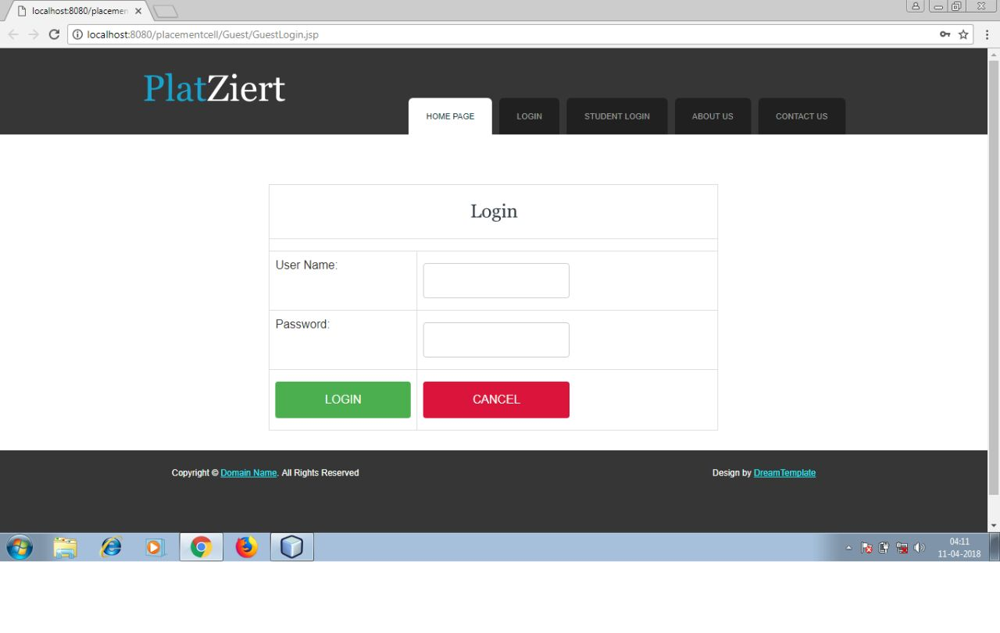 localhost:8080/placemen
localhost:8080/placementcell/Guest/GuestLogin.jsp
PlatZiert
HOME PAGE
LOGIN
STUDENT LOGIN
ABOUT US
CONTACT US
Login
User Name:
Password:
LOGIN
CANCEL
Copyright © Domain Name. All Rights Reserved
Design by DreamTemplate
04:11
11-04-2018